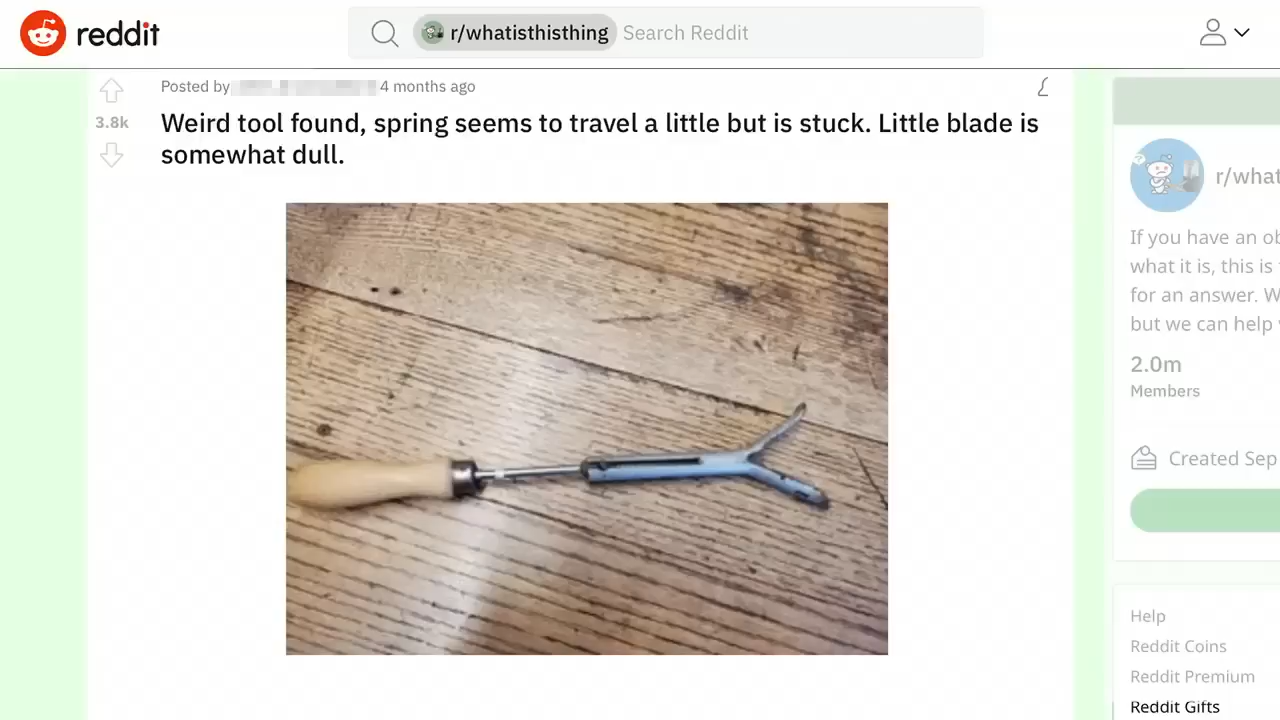 reddit
r/whatisthisthing Search Reddit
Posted by 4 months ago
3.8k
Weird tool found, spring seems to travel a little but is stuck. Little blade is
somewhat dull.
r/what
If you have an ob
what it is, this is
for an answer. W
but we can help
2.0m
Members
Created Sep
Help
Reddit Coins
Reddit Premium
Reddit Gifts